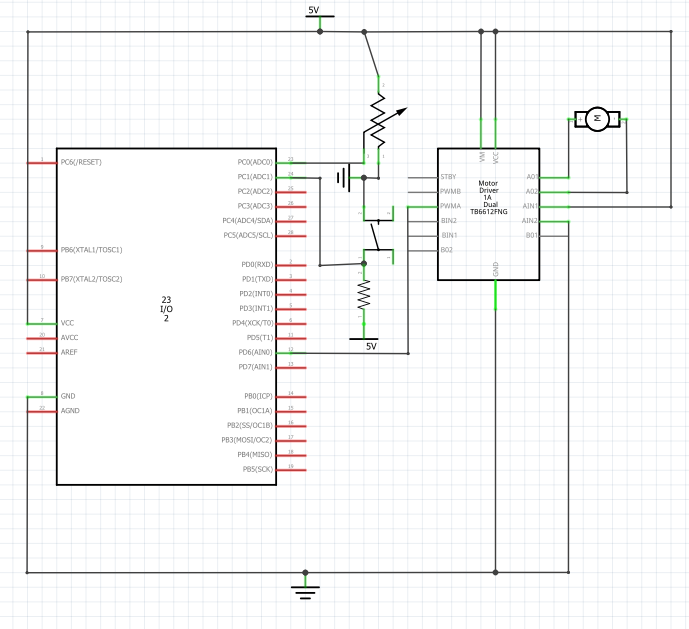 5V
PC6(/RESET)
PC0(ADC0)
PC1(ADC1)
PC2(ADC2)
PC3(ADC3)
PC4(ADC4/SDA)
PC5(ADC5/SCL)
PB6(XTAL1/TOSC1)
PD0(RXD)
PB7(XTAL2/TOSC2)
PD1(TXD)
PD2(INT0)
PD3(INT1)
23
I/O
2
VCC
PD4(XCK/T0)
AVCC
PD5(T1)
AREF
PD6(AIN0)
PD7(AIN1)
GND
PB0(ICP)
AGND
PB1(OC1A)
PB2(SS/OC1B)
PB3(MOSI/OC2)
PB4(MISO)
PB5(SCK)
5V
VM
VCC
STBY
PWMB
PWMA
BIN2
BIN1
B02
Motor
Driver
1A
Dual
TB6612FNG
A01
A02
AIN1
AIN2
B01
GND
M